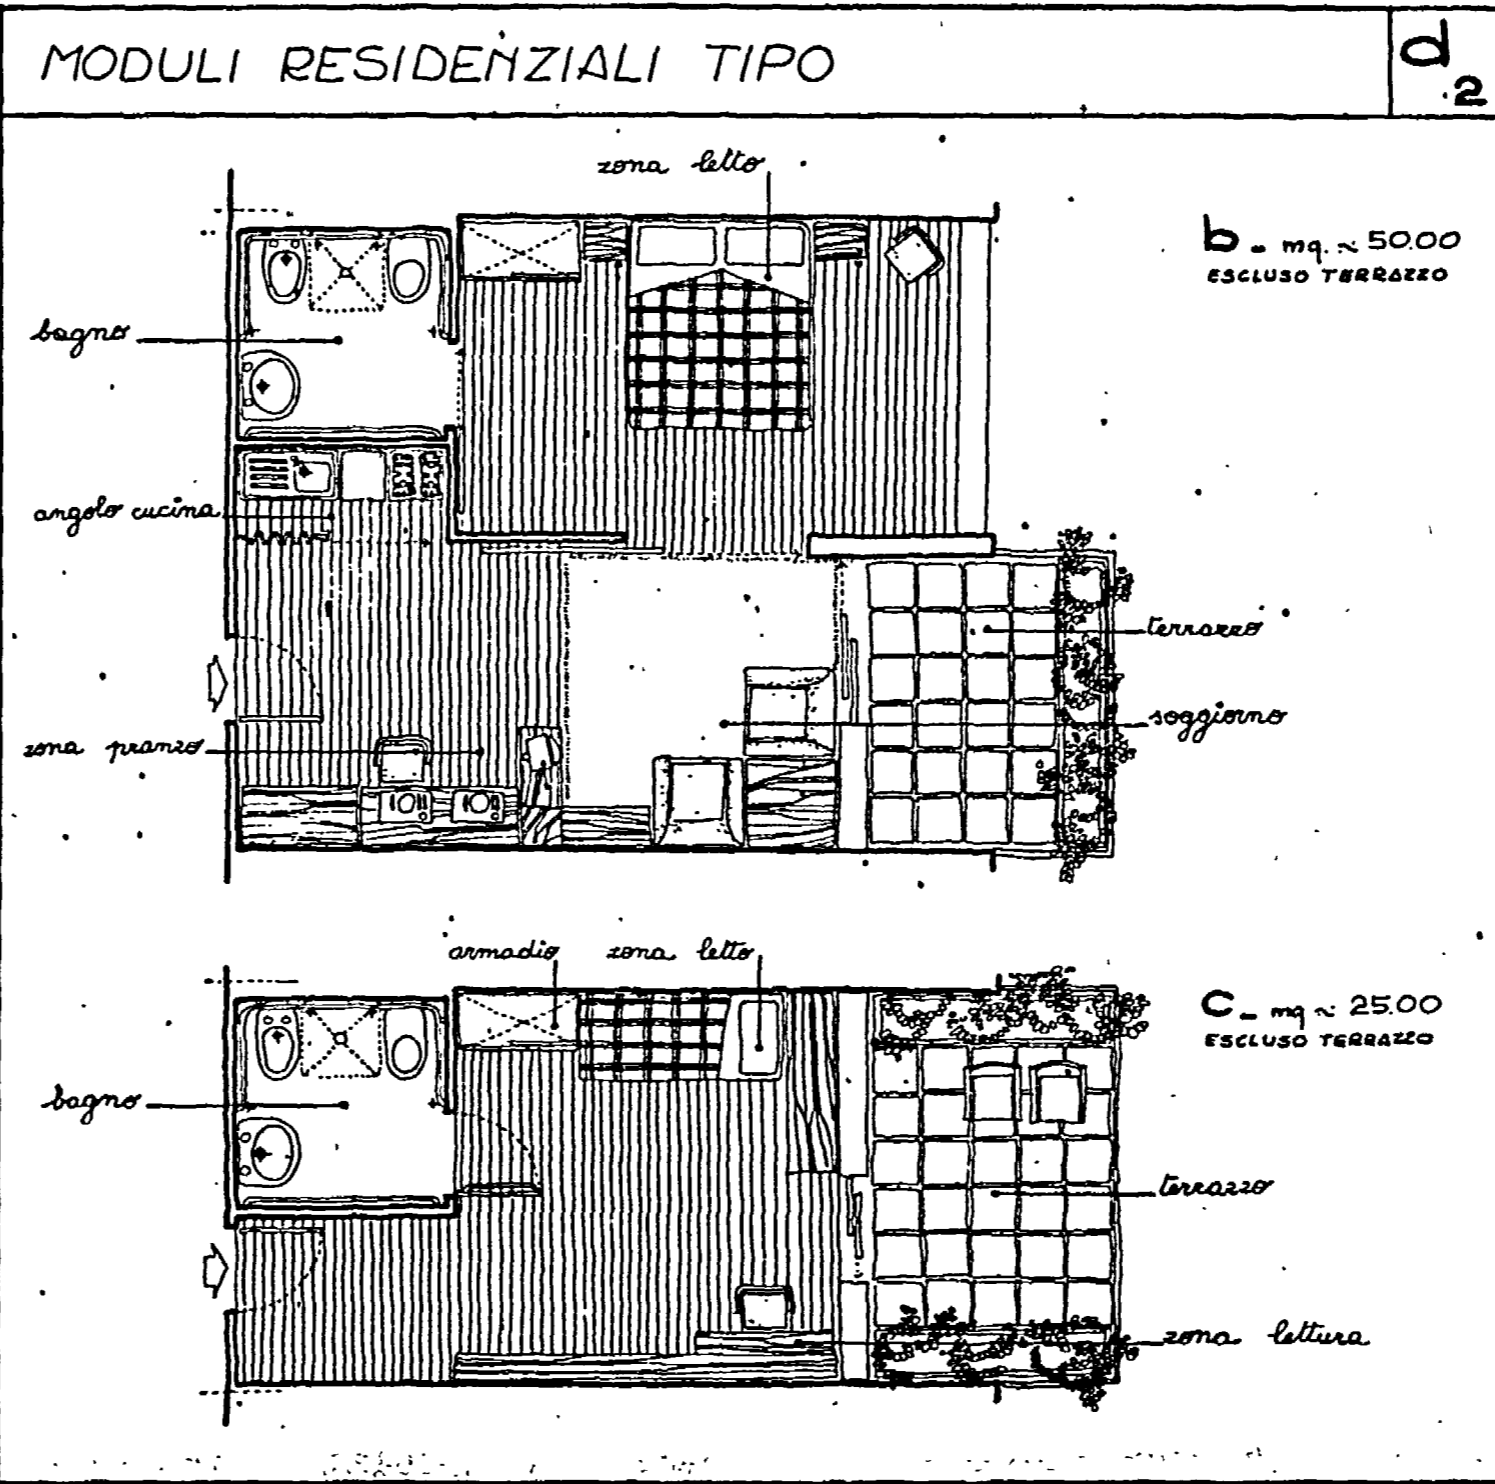 MODULI RESIDENZIALI TIPO
d.2
zona letto
b - mq. ~ 50.00
ESCLUSO TERRAZZO
bagno
angolo cucina
terrazzo
soggiorno
zona pranzo
armadio zona letto
c - mq ~ 25.00
ESCLUSO TERRAZZO
bagno
terrazzo
zona lettura